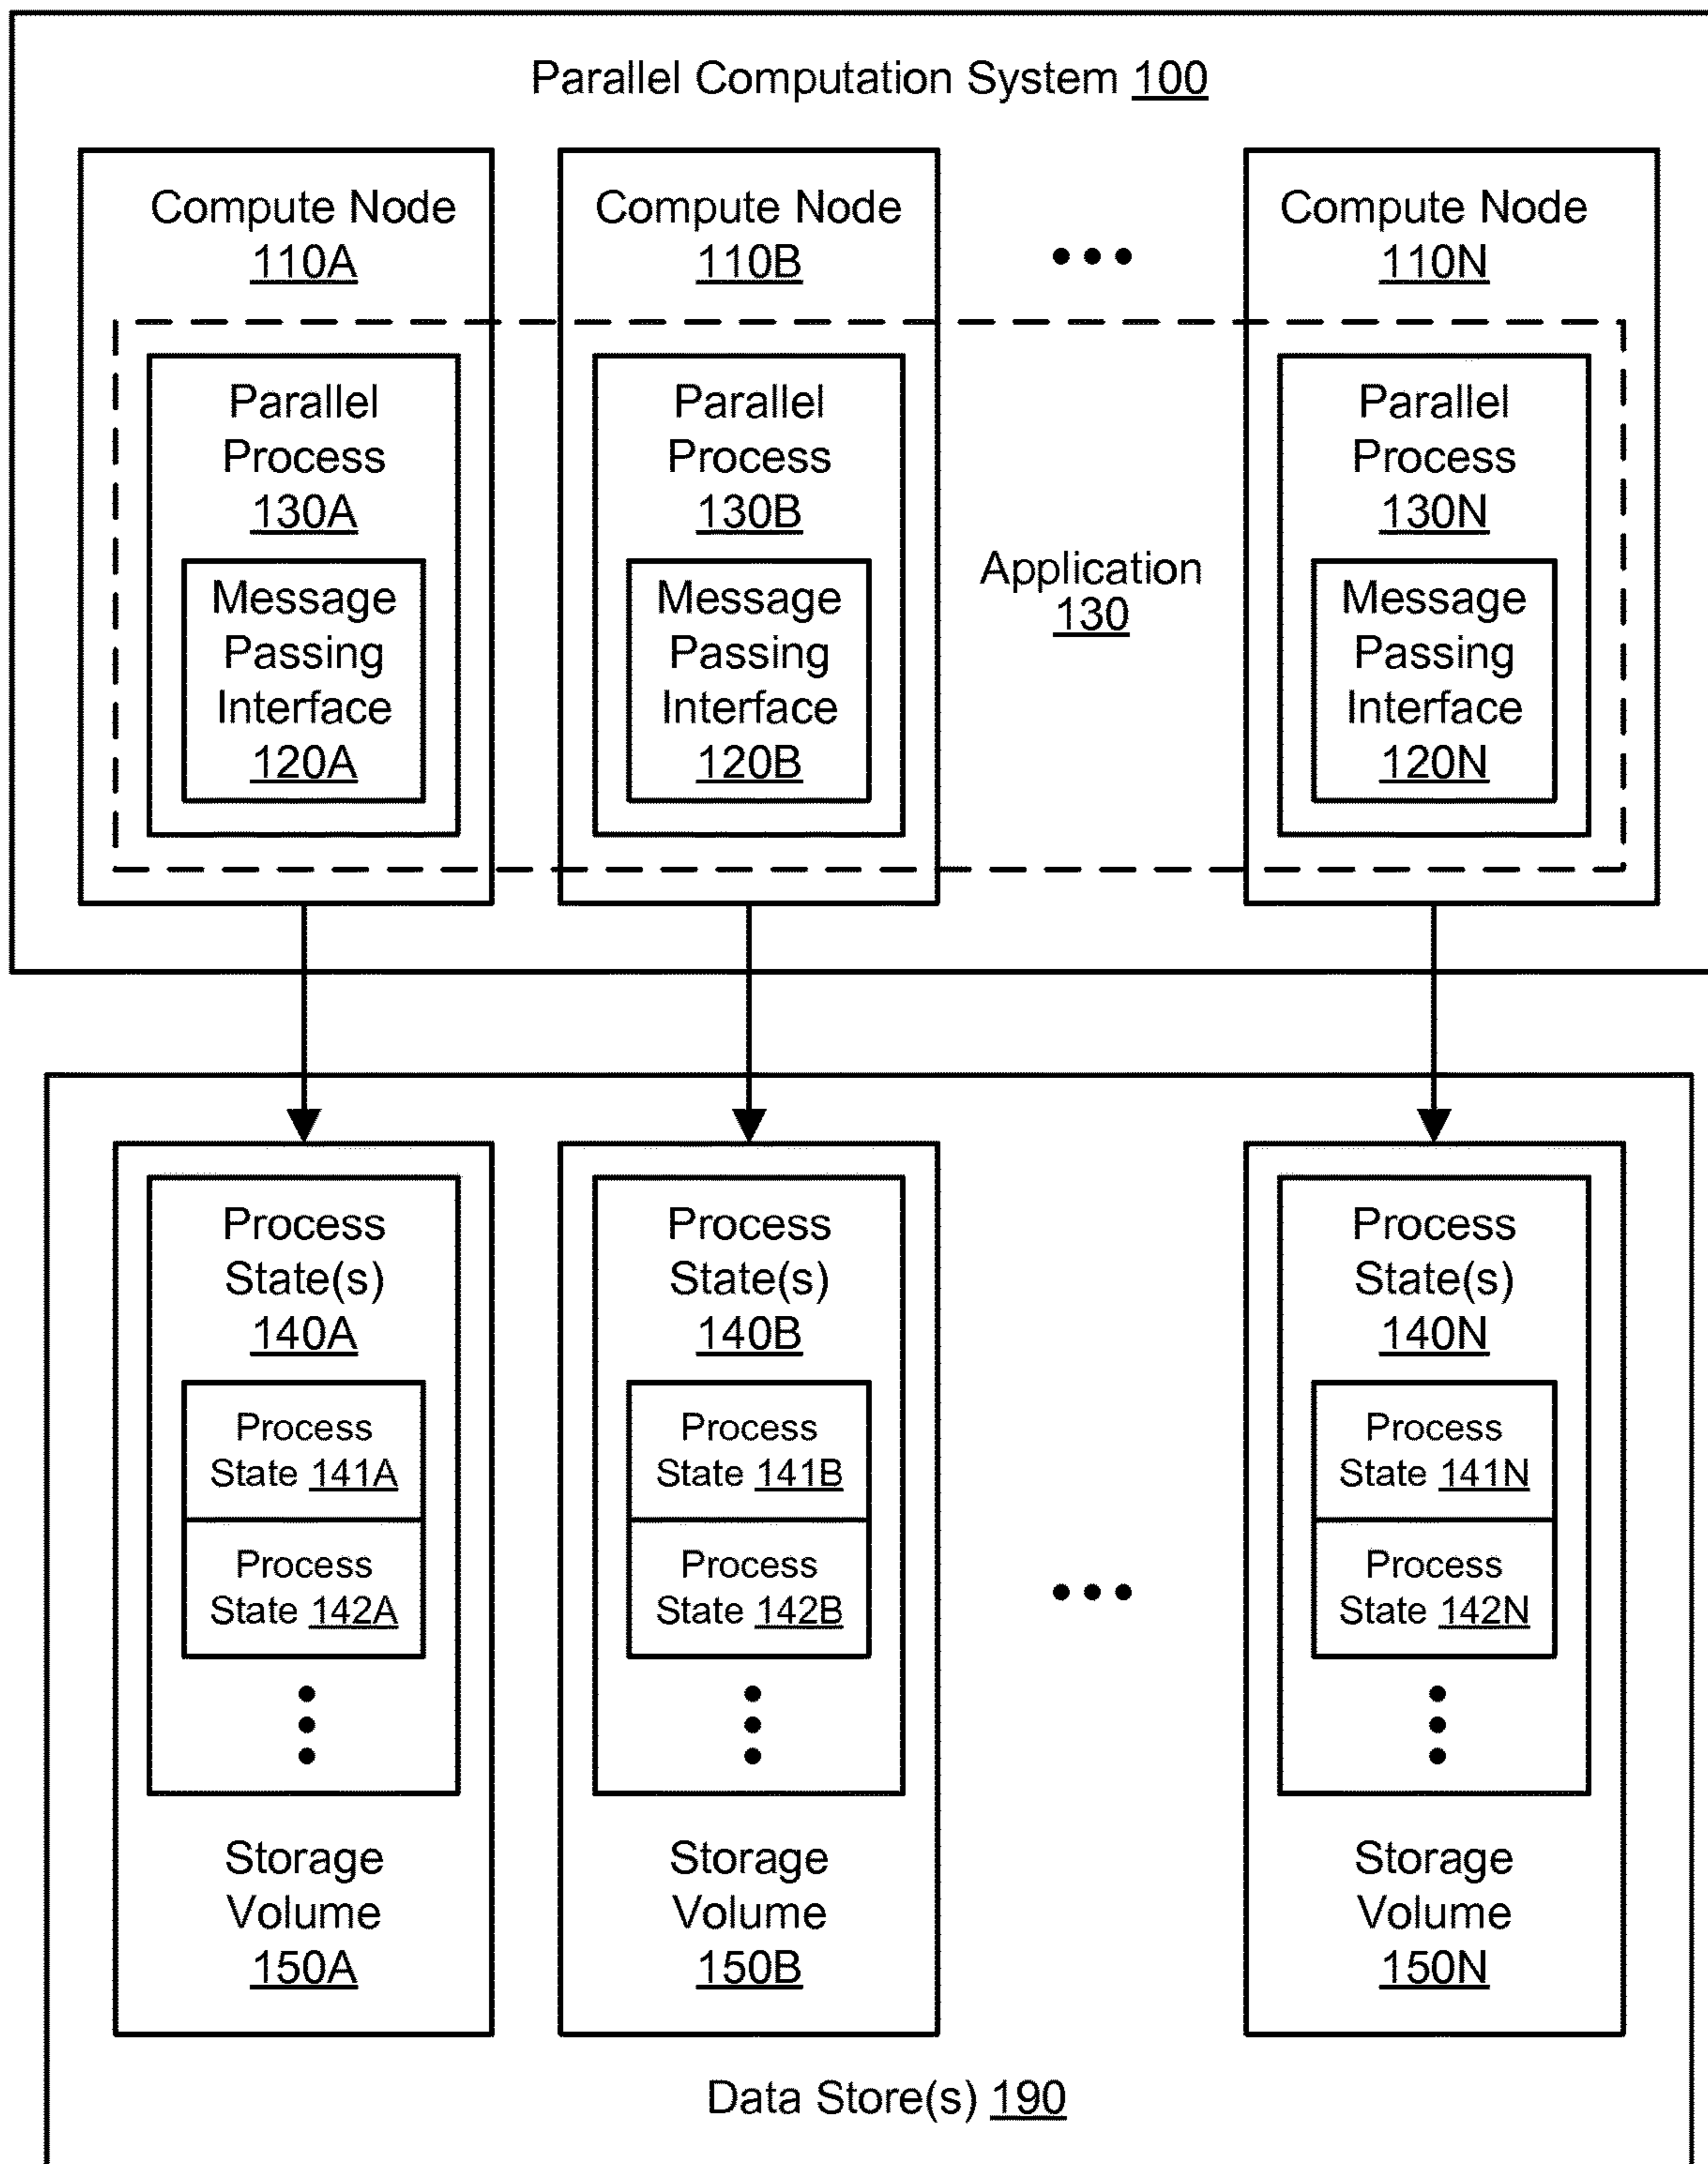 Parallel Computation System 100
Compute Node
110A
Parallel
Process
130A
Message
Passing
Interface
120A
Compute Node
110B
Parallel
Process
130B
Message
Passing
Interface
120B
Application
130
Compute Node
110N
Parallel
Process
130N
Message
Passing
Interface
120N
Process
State(s)
140A
Process
State 141A
Process
State 142A
Storage
Volume
150A
Process
State(s)
140B
Process
State 141B
Process
State 142B
Storage
Volume
150B
Process
State(s)
140N
Process
State 141N
Process
State 142N
Storage
Volume
150N
Data Store(s) 190